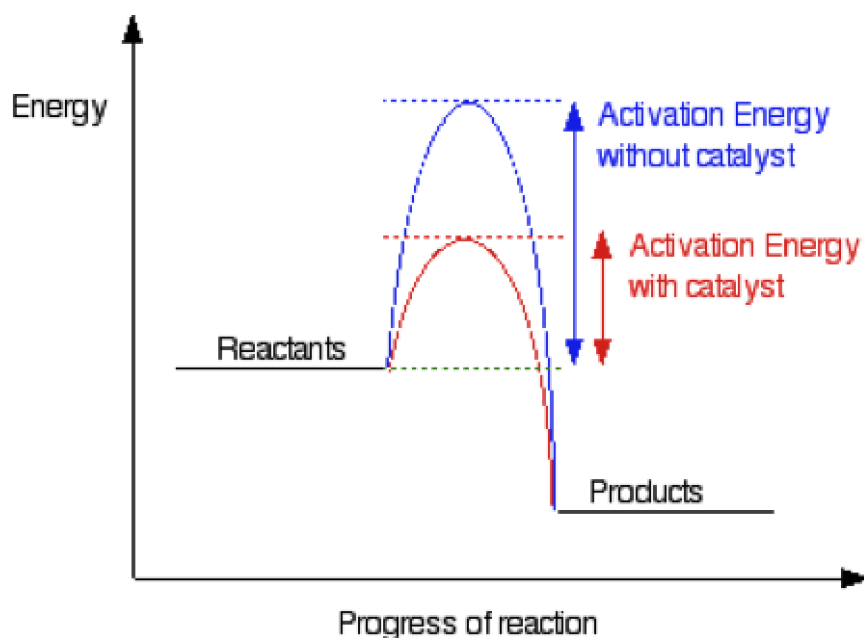 Energy
Activation Energy
without catalyst
Activation Energy
with catalyst
Reactants
Products
Progress of reaction